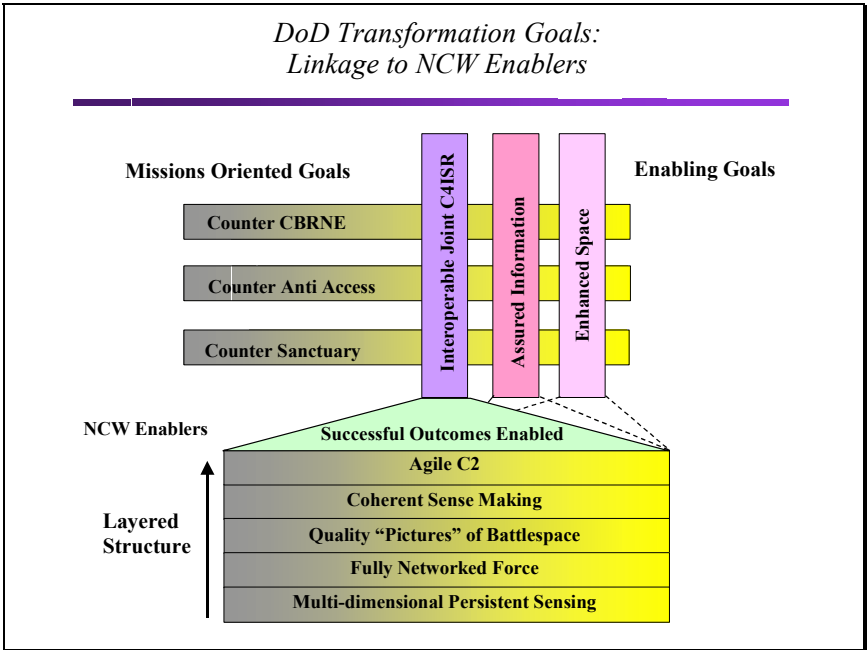 DoD Transformation Goals:
Linkage to NCW Enablers
Missions Oriented Goals
Enabling Goals
Interoperable Joint C4ISR
Assured Information
Enhanced Space
Counter CBRNE
Counter Anti Access
Counter Sanctuary
NCW Enablers
Successful Outcomes Enabled
Layered
Structure
Agile C2
Coherent Sense Making
Quality “Pictures” of Battlespace
Fully Networked Force
Multi-dimensional Persistent Sensing